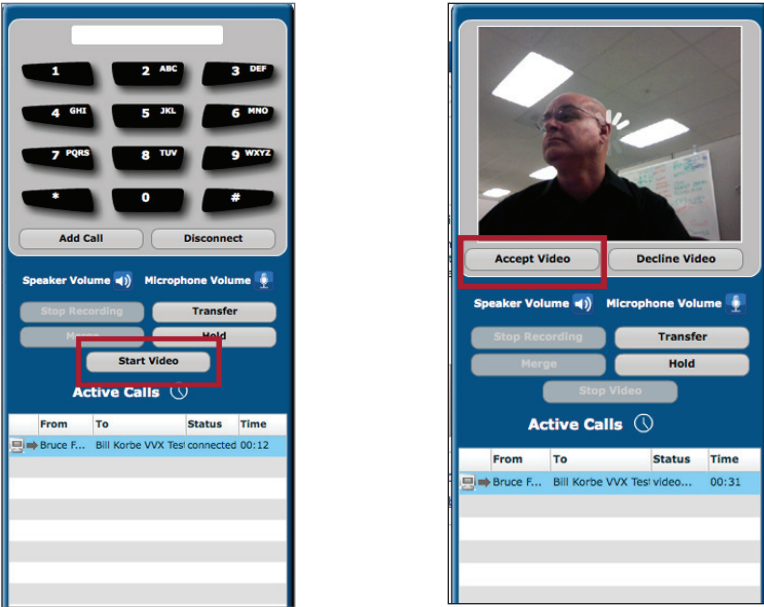 1 2 ABC 3 DEF
4 GHI 5 JKL 6 MNO
7 PQRS 8 TUV 9 WXYZ
* 0 #
Add Call Disconnect
Speaker Volume Microphone Volume
Stop Recording Transfer
Merge Hold
Start Video
Active Calls
From To Status Time
Bruce F... Bill Korbe VVX Test connected 00:12
Accept Video Decline Video
Speaker Volume Microphone Volume
Stop Recording Transfer
Merge Hold
Stop Video
Active Calls
From To Status Time
Bruce F... Bill Korbe VVX Test video... 00:31